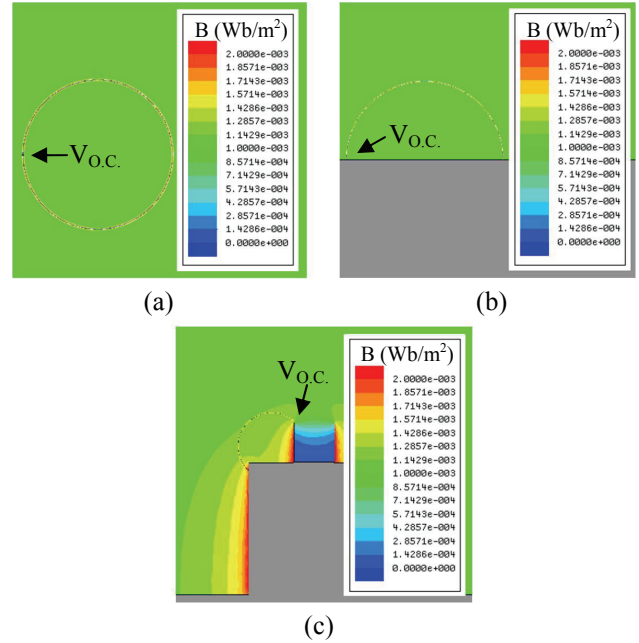 B (Wb/m²)
2.0000e-003
1.8571e-003
1.7143e-003
1.5714e-003
1.4286e-003
1.2857e-003
1.1429e-003
1.0000e-003
8.5714e-004
7.1429e-004
5.7143e-004
4.2857e-004
2.8571e-004
1.4286e-004
0.0000e+000
V_O.C.
(a)
B (Wb/m²)
2.0000e-003
1.8571e-003
1.7143e-003
1.5714e-003
1.4286e-003
1.2857e-003
1.1429e-003
1.0000e-003
8.5714e-004
7.1429e-004
5.7143e-004
4.2857e-004
2.8571e-004
1.4286e-004
0.0000e+000
V_O.C.
(b)
V_O.C.
B (Wb/m²)
2.0000e-003
1.8571e-003
1.7143e-003
1.5714e-003
1.4286e-003
1.2857e-003
1.1429e-003
1.0000e-003
8.5714e-004
7.1429e-004
5.7143e-004
4.2857e-004
2.8571e-004
1.4286e-004
0.0000e+000
(c)